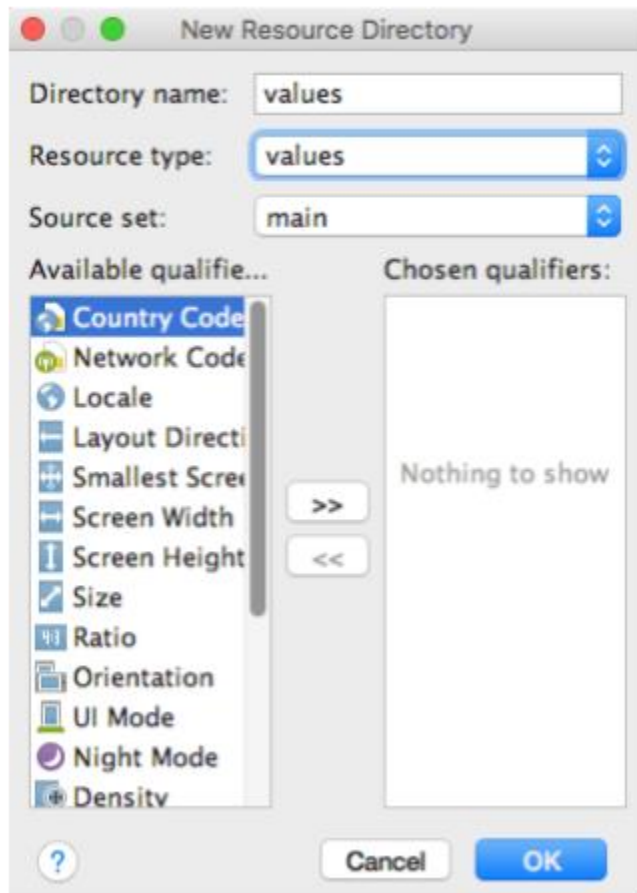 New Resource Directory
Directory name: values
Resource type: values
Source set: main
Available qualifie...
Chosen qualifiers:
Country Code
Network Code
Locale
Layout Directi
Smallest Scree
Screen Width
Screen Height
Size
Ratio
Orientation
UI Mode
Night Mode
Density
Nothing to show
>>
<<
?
Cancel
OK